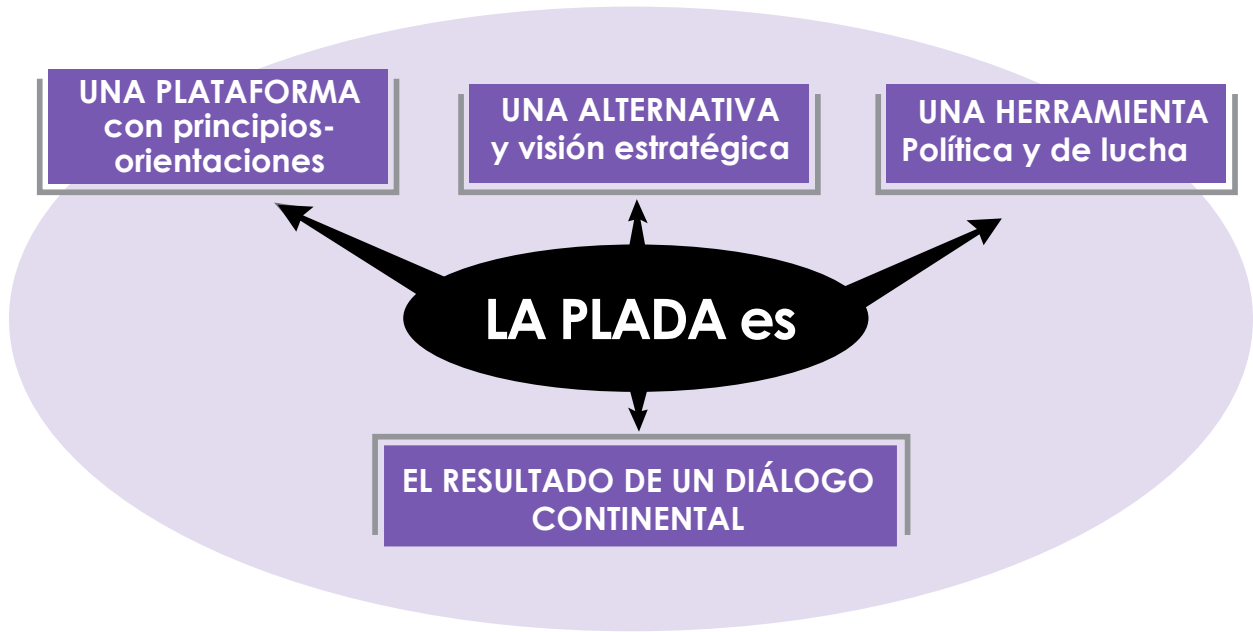 UNA PLATAFORMA
con principios-
orientaciones
UNA ALTERNATIVA
y visión estratégica
UNA HERRAMIENTA
Política y de lucha
LA PLADA es
EL RESULTADO DE UN DIÁLOGO
CONTINENTAL